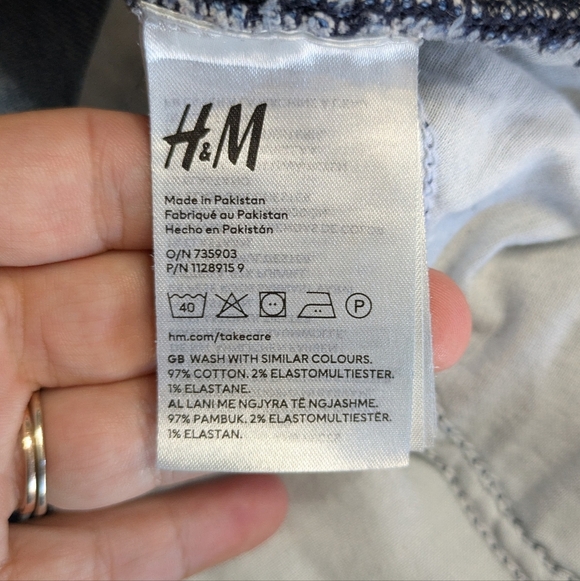 H&M
Made in Pakistan
Fabriqué au Pakistan
Hecho en Pakistán
O/N 735903
P/N 1128915 9
40 P
hm.com/takecare
GB WASH WITH SIMILAR COLOURS.
97% COTTON. 2% ELASTOMULTIESTER.
1% ELASTANE.
AL LANI ME NGJYRA TË NGJASHME.
97% PAMBUK. 2% ELASTOMULTIESTËR.
1% ELASTAN.